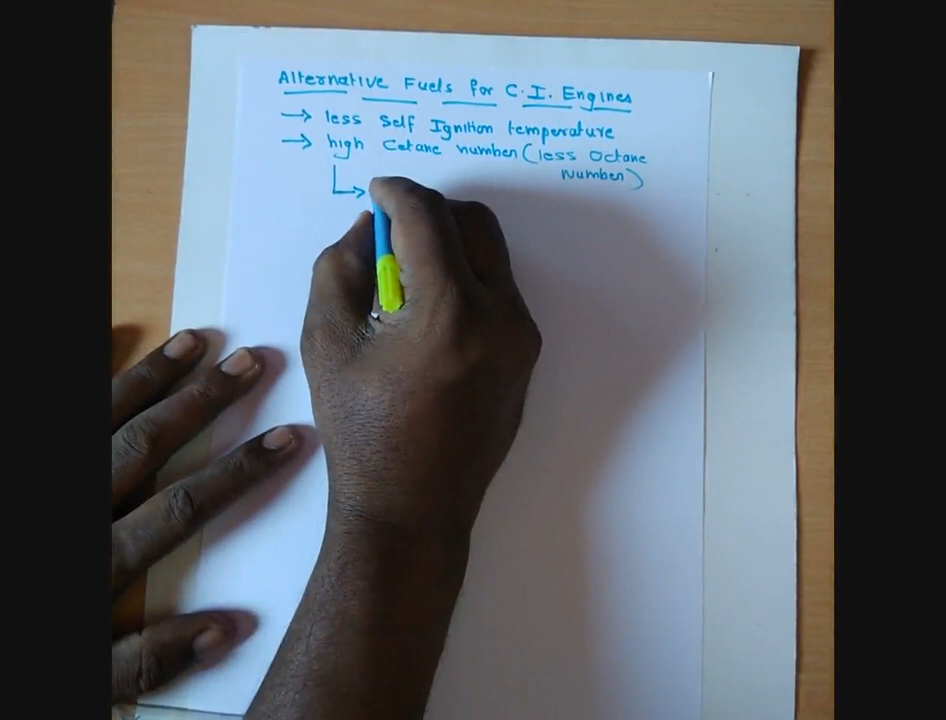 Alternative Fuels for C.I. Engines
→ less Self Ignition temperature
→ high Cetane number (less Octane
Number)